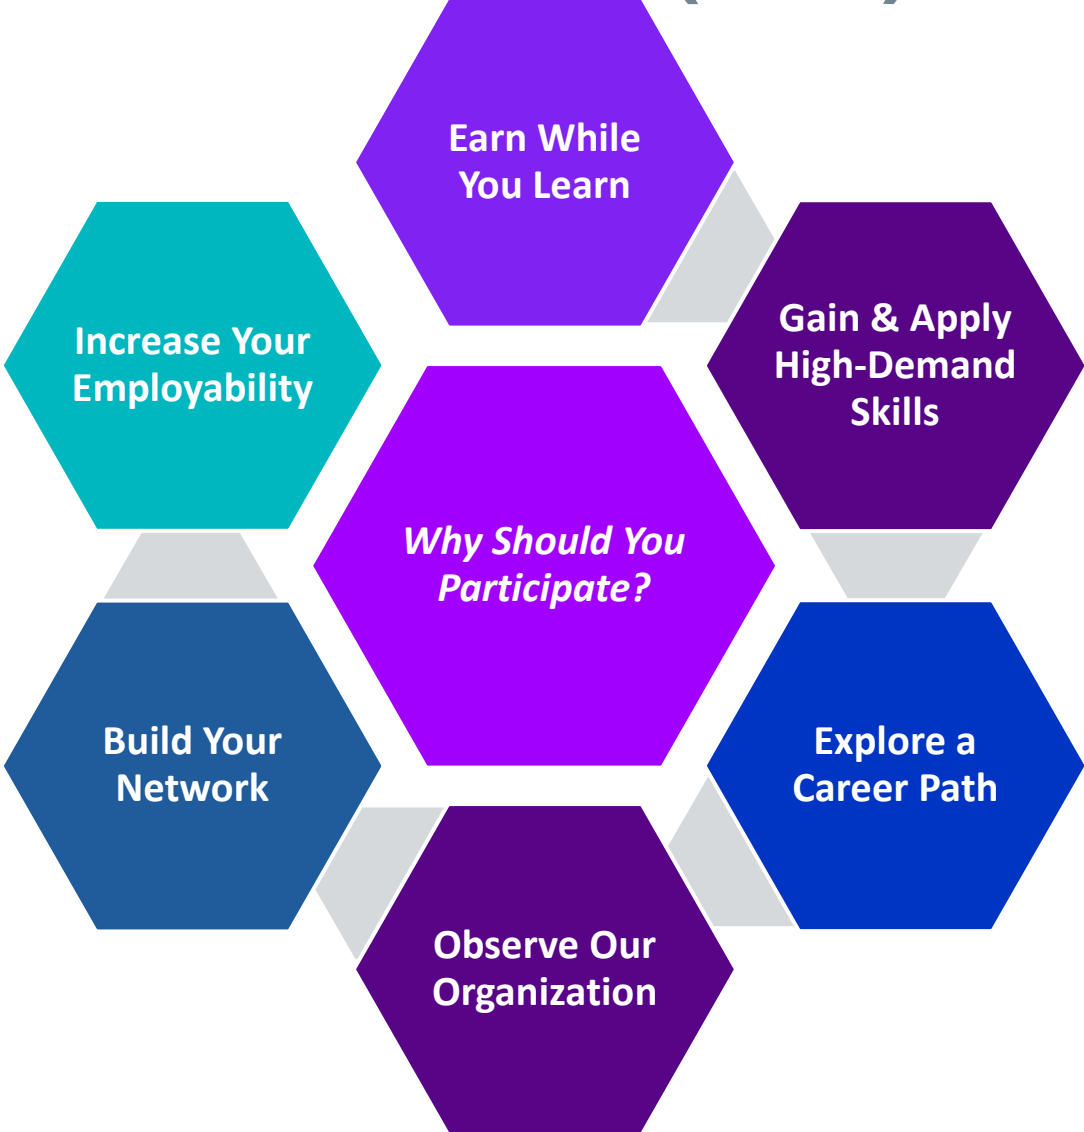 Earn While
You Learn
Gain & Apply
High-Demand
Skills
Explore a
Career Path
Observe Our
Organization
Build Your
Network
Increase Your
Employability
Why Should You
Participate?